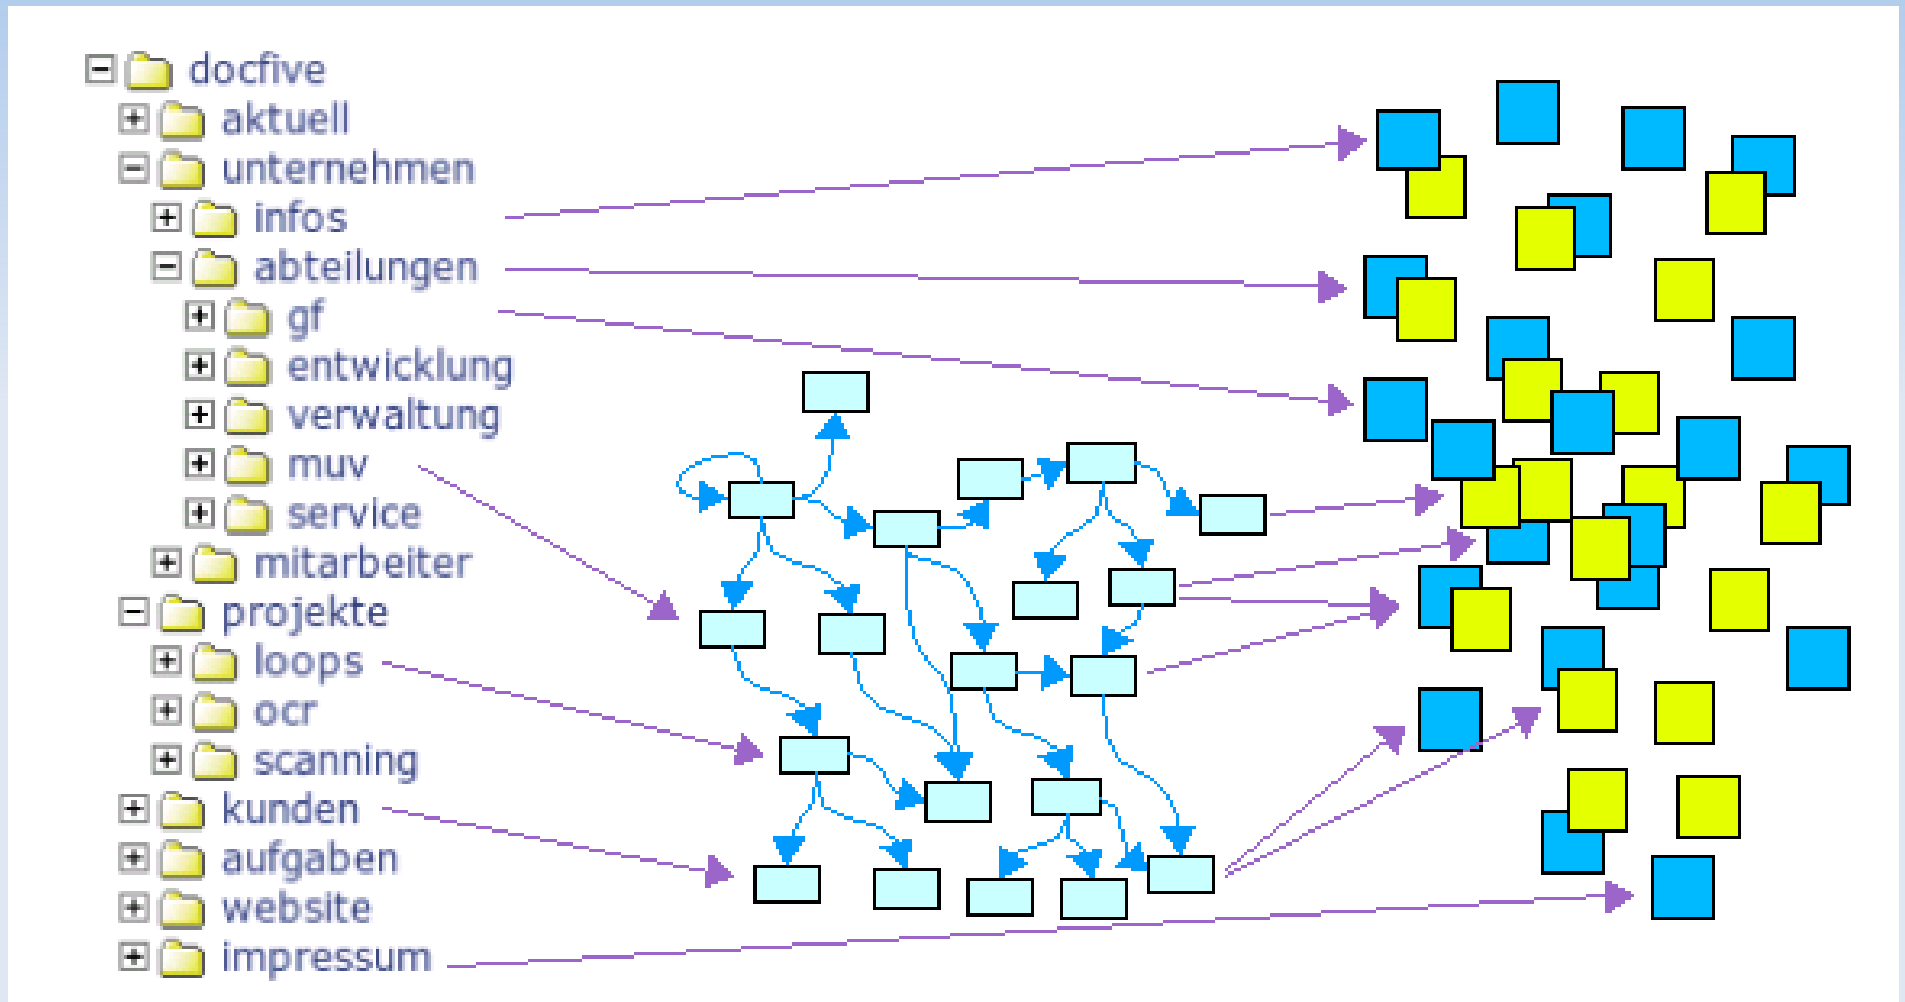 docfive
aktuell
unternehmen
infos
abteilungen
gf
entwicklung
verwaltung
muv
service
mitarbeiter
projekte
loops
ocr
scanning
kunden
aufgaben
website
impressum